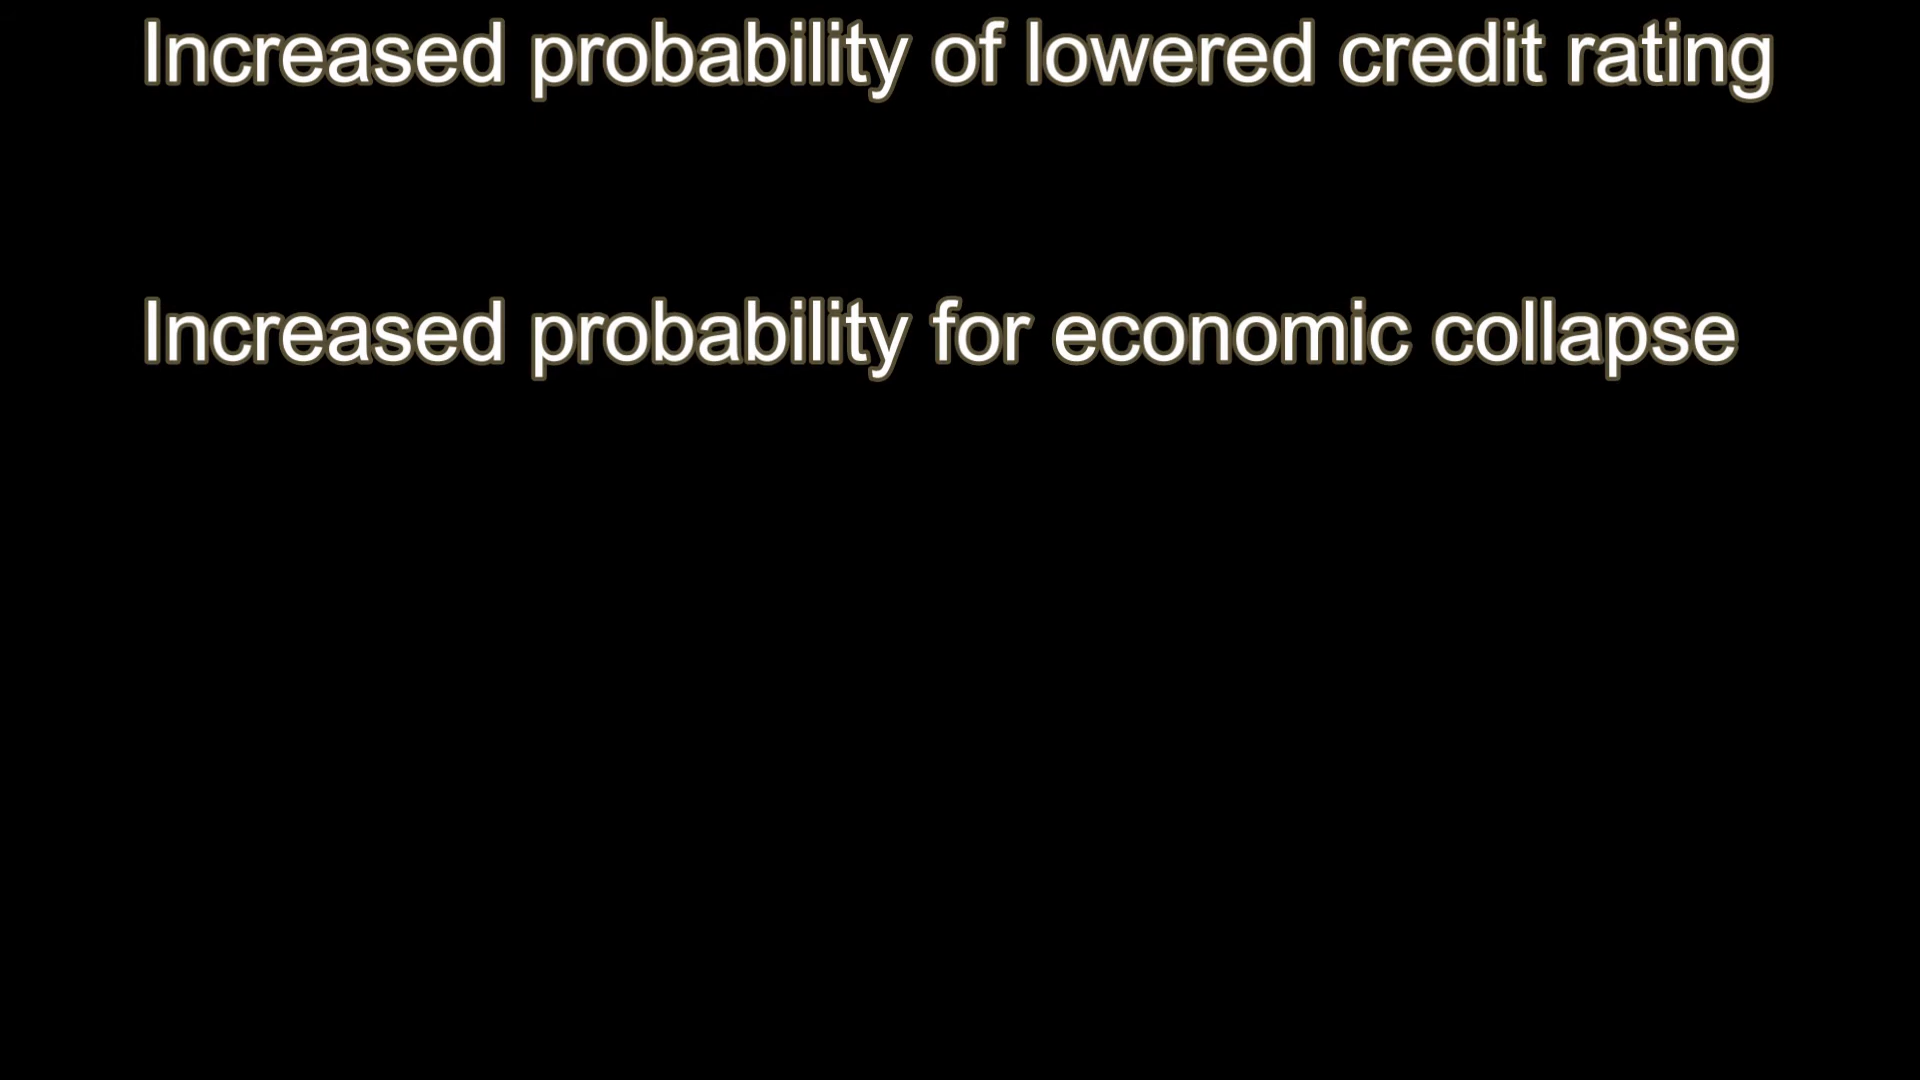 Increased probability of lowered credit rating
Increased probability for economic collapse